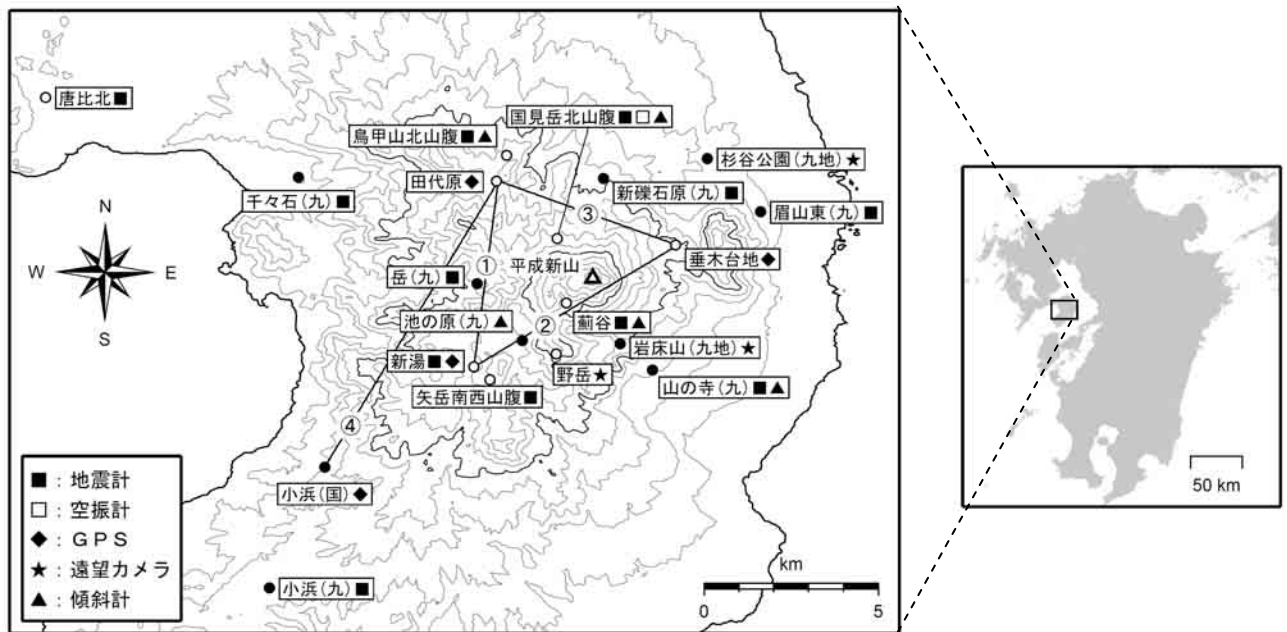 唐比北■
鳥甲山北山腹■▲
国見岳北山腹■□▲
杉谷公園(九地)★
田代原◆
新礫石原(九)■
千々石(九)■
眉山東(九)■
③
N
W
E
S
①
平成新山
垂木台地◆
岳(九)■
池の原(九)▲
②
薊谷■▲
岩床山(九地)★
新湯■◆
野岳★
山の寺(九)■▲
矢岳南西山腹■
④
小浜(国)◆
小浜(九)■
■：地震計
□：空振計
◆：ＧＰＳ
★：遠望カメラ
▲：傾斜計
km
0
5
50 km